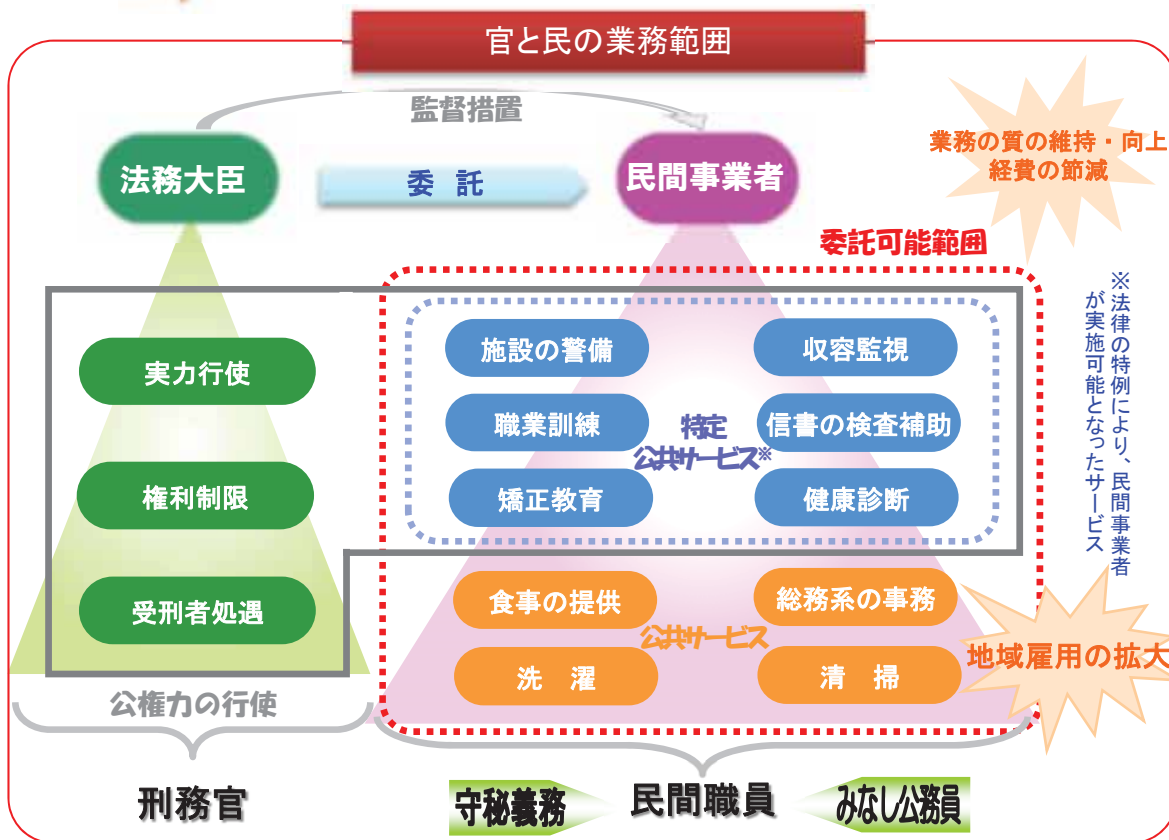 官と民の業務範囲
監督措置
法務大臣
委 託
民間事業者
業務の質の維持・向上
経費の節減
委託可能範囲
※法律の特例により、民間事業者
が実施可能となったサービス
実力行使
権利制限
受刑者処遇
施設の警備
収容監視
職業訓練
特定
公共サービス※
信書の検査補助
矯正教育
健康診断
食事の提供
総務系の事務
公共サービス
洗 濯
清 掃
地域雇用の拡大
公権力の行使
刑務官
守秘義務
民間職員
みなし公務員